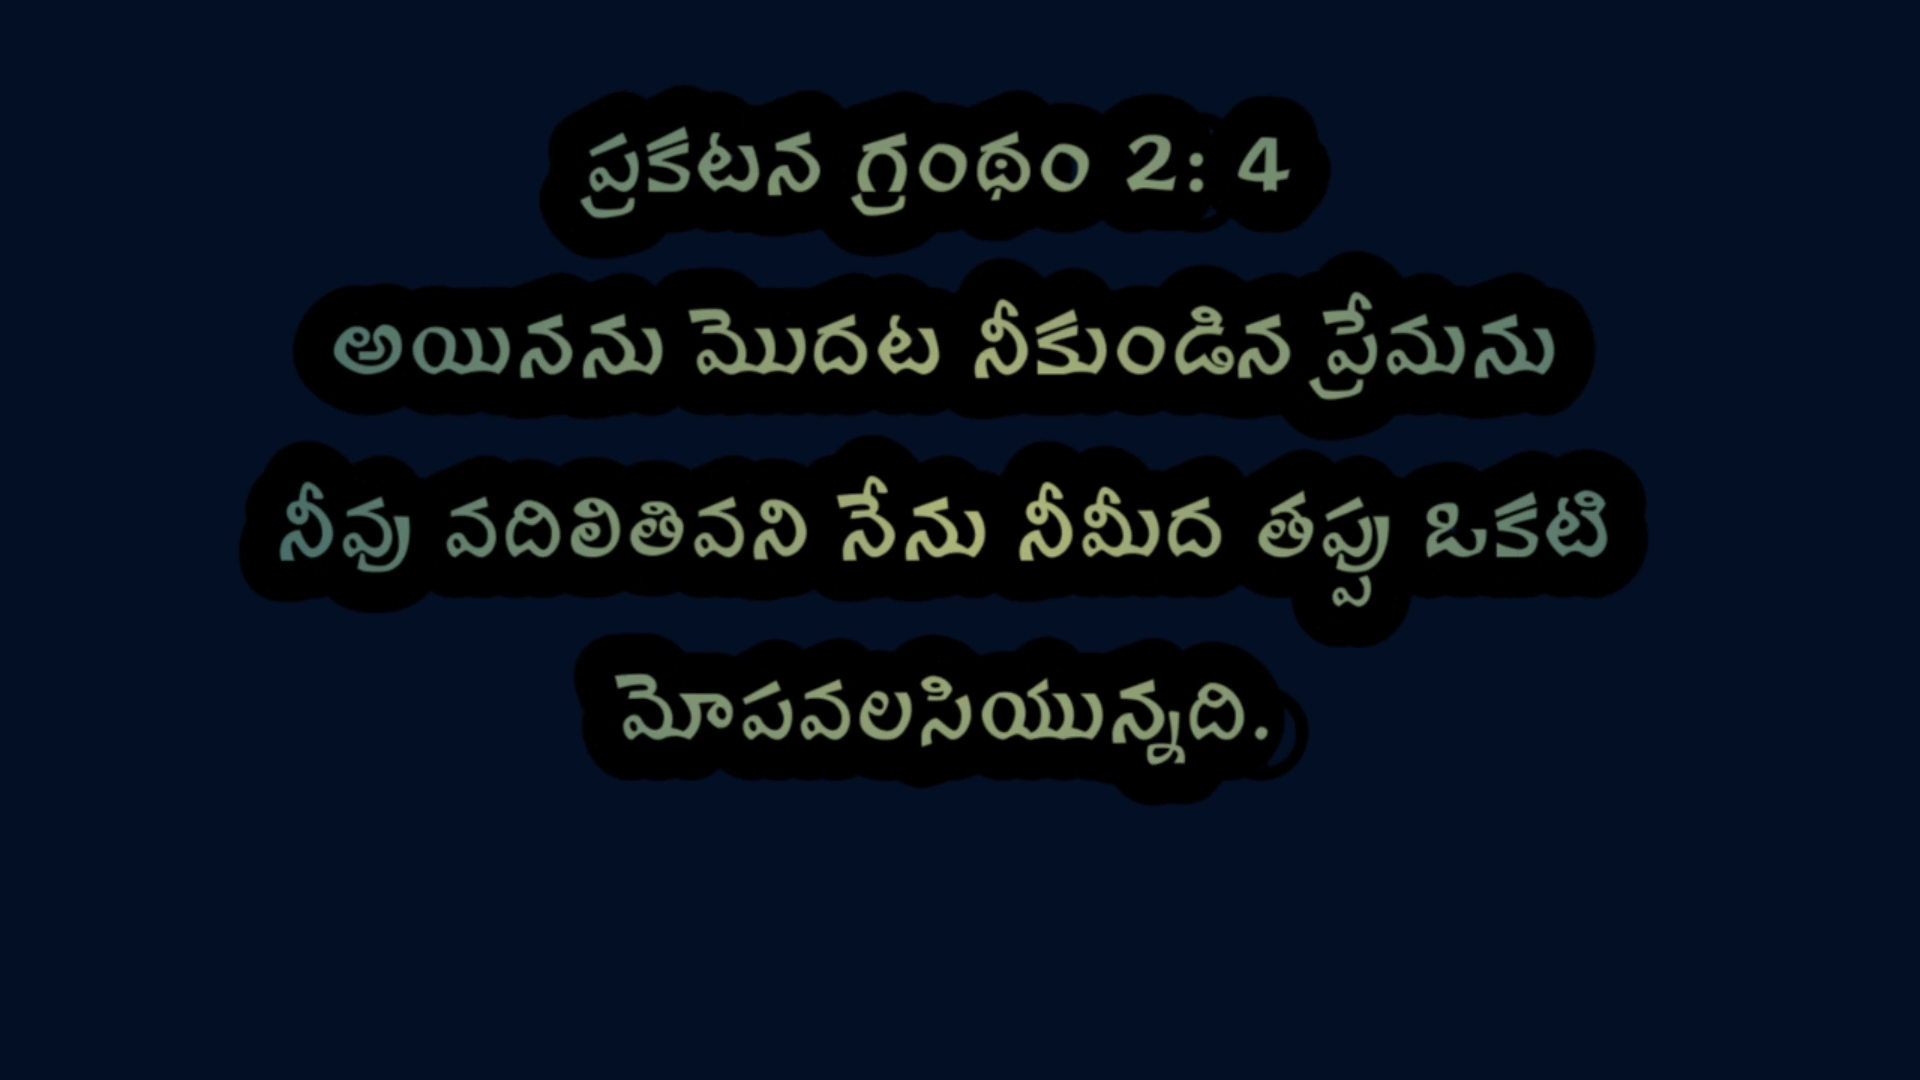 ప్రకటన గ్రంథం 2: 4
అయినను మొదట నీకుండిన ప్రేమను
నీవు వదిలితివని నేను నీమీద తప్పు ఒకటి
మోపవలసియున్నది.